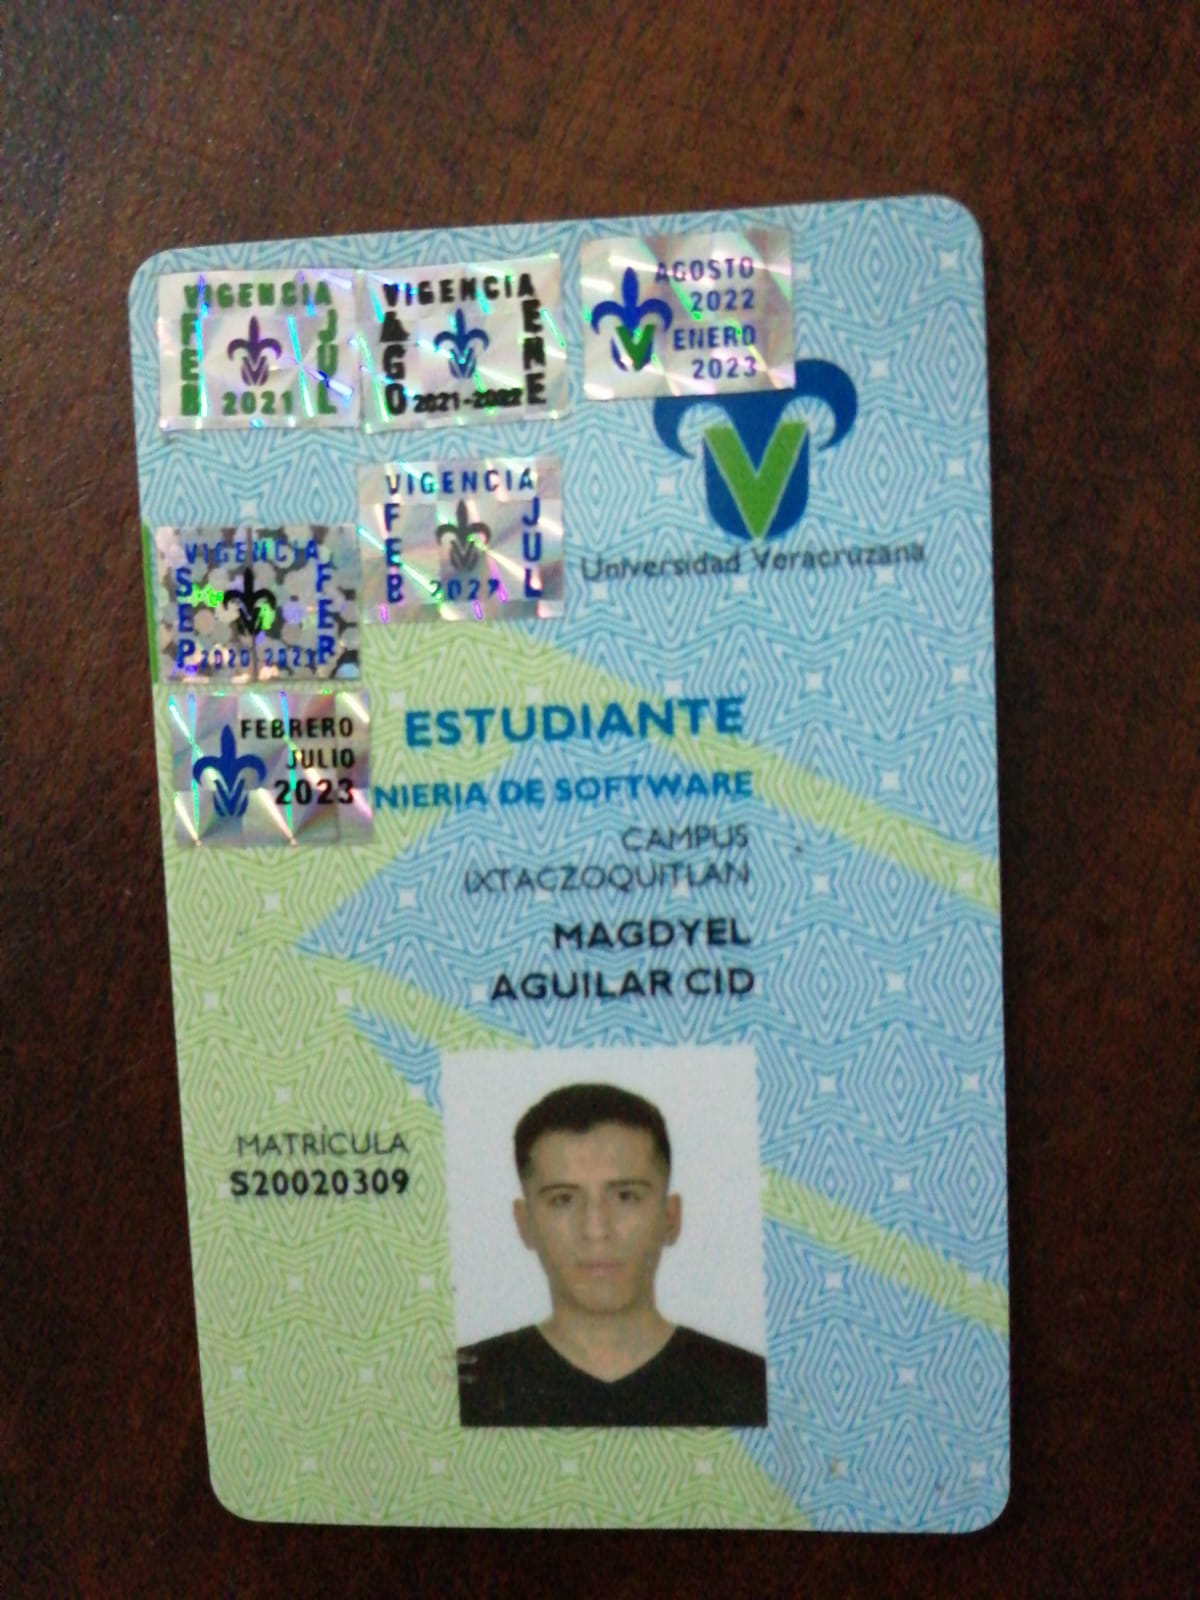 VIGENCIA
FEB JUL
2021
VIGENCIA
AGO ENE
2021-2022
AGOSTO
2022
ENERO
2023
Universidad Veracruzana
VIGENCIA
FEB JUL
2022
VIGENCIA
SEP FEB
2020 2021
FEBRERO
JULIO
2023
ESTUDIANTE
NIERIA DE SOFTWARE
CAMPUS
IXTACZOQUITLAN
MAGDYEL
AGUILAR CID
MATRÍCULA
S20020309